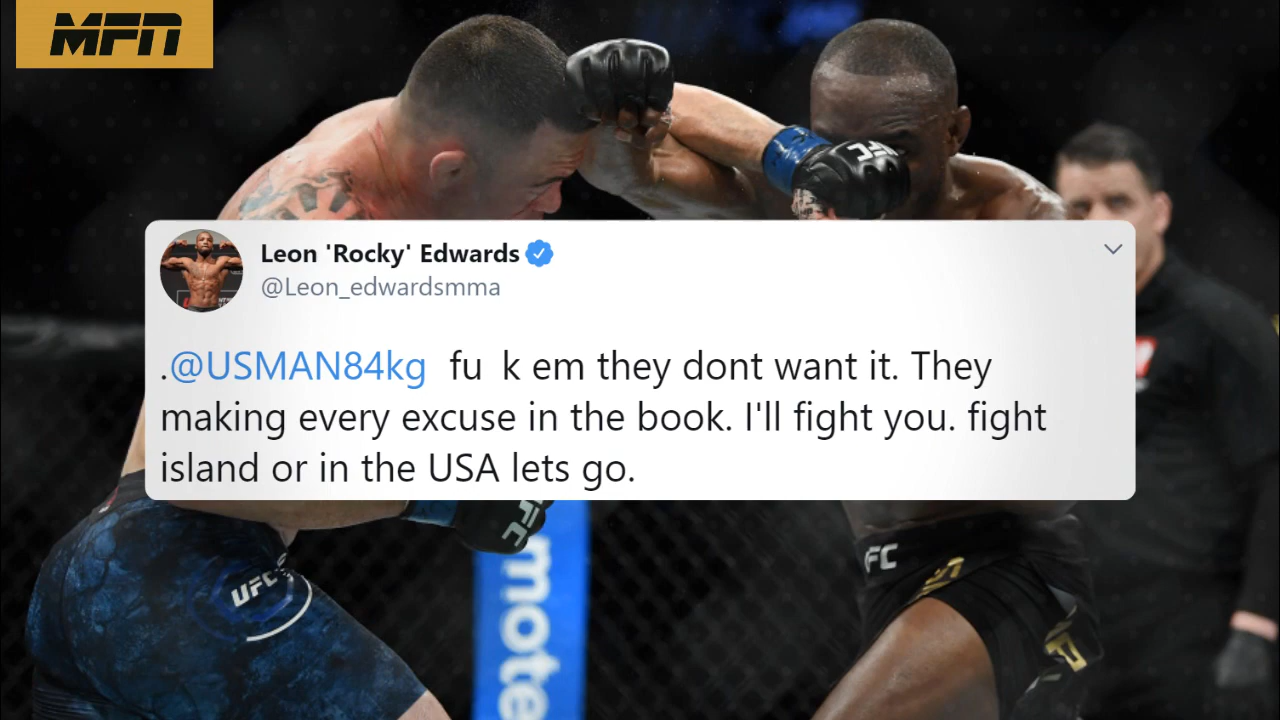 MFN
UFC
Leon 'Rocky' Edwards
@Leon_edwardsmma
.@USMAN84kg fu k em they dont want it. They
making every excuse in the book. I'll fight you. fight
island or in the USA lets go.
UFC
UFC
FC
mote